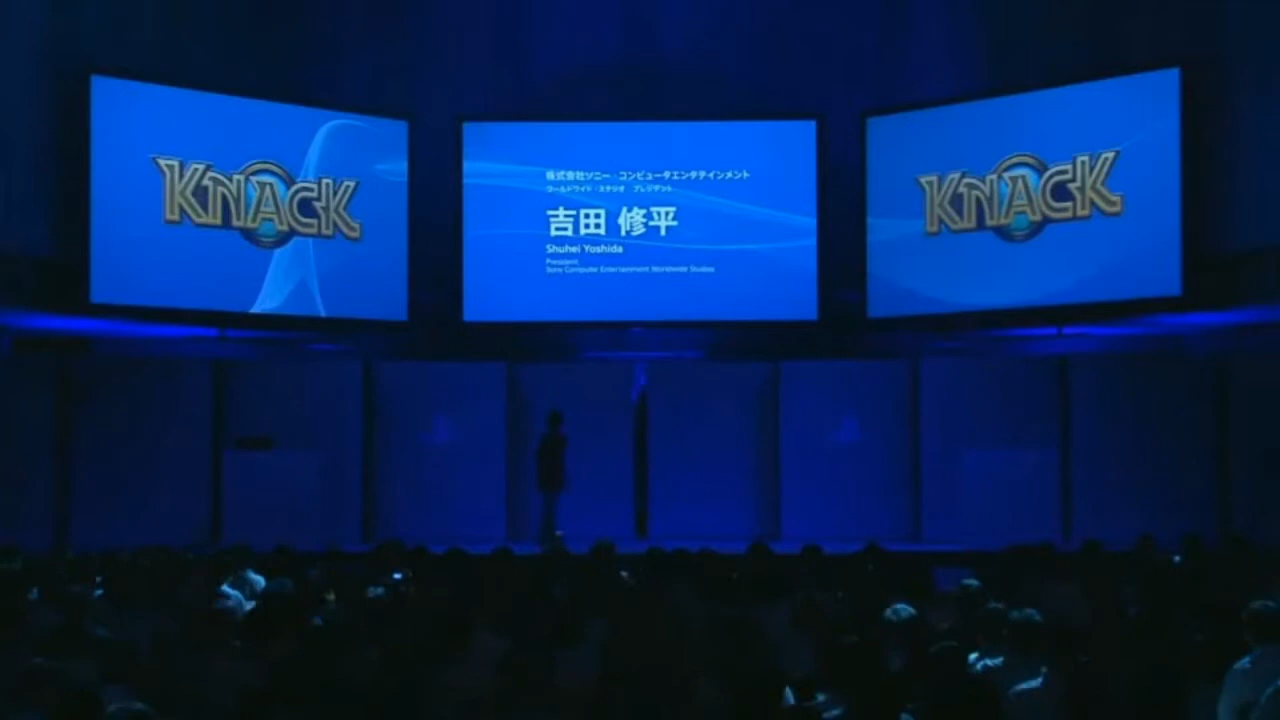 KNACK
株式会社ソニー・コンピュータエンタテインメント
ワールドワイド・スタジオ プレジデント
吉田 修平
Shuhei Yoshida
President
Sony Computer Entertainment Worldwide Studios
KNACK